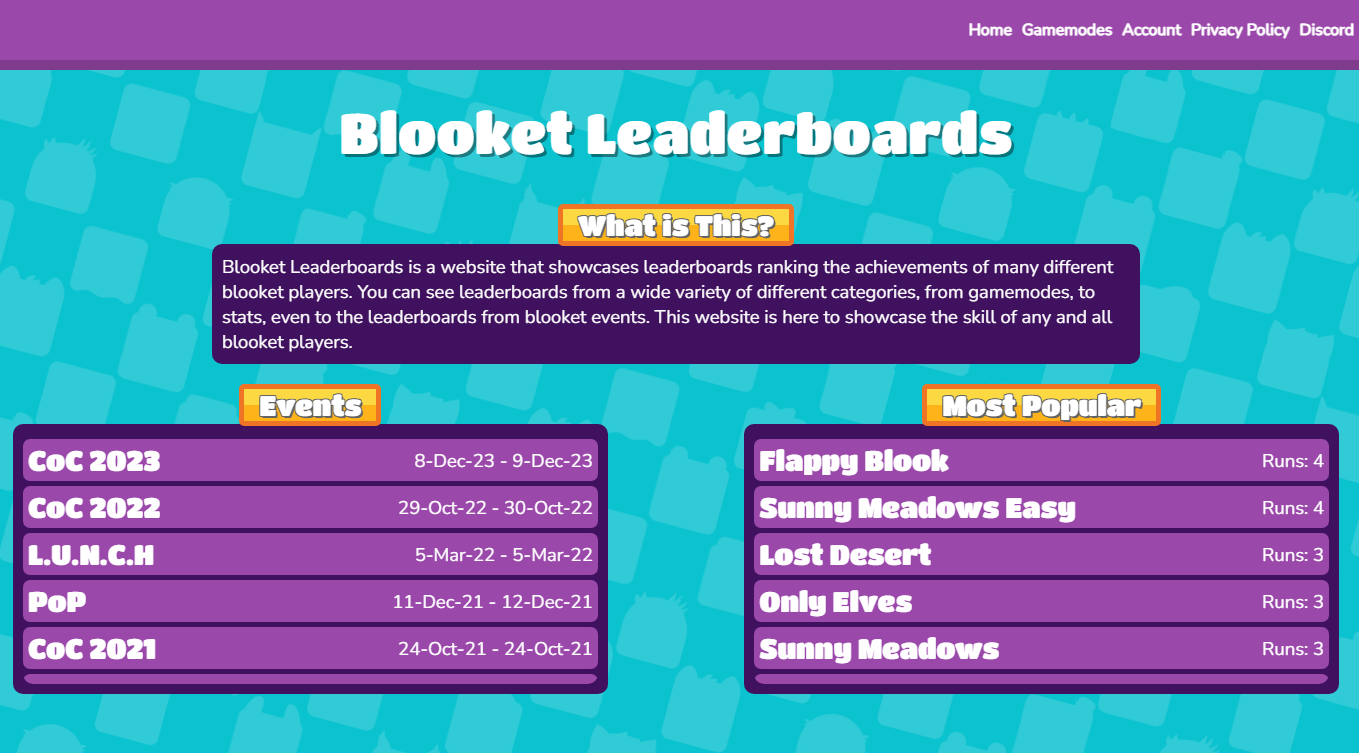 Home Gamemodes Account Privacy Policy Discord
Blooket Leaderboards
What is This?
Blooket Leaderboards is a website that showcases leaderboards ranking the achievements of many different
blooket players. You can see leaderboards from a wide variety of different categories, from gamemodes, to
stats, even to the leaderboards from blooket events. This website is here to showcase the skill of any and all
blooket players.
Events
CoC 2023 8-Dec-23 - 9-Dec-23
CoC 2022 29-Oct-22 - 30-Oct-22
L.U.N.C.H 5-Mar-22 - 5-Mar-22
PoP 11-Dec-21 - 12-Dec-21
CoC 2021 24-Oct-21 - 24-Oct-21
Most Popular
Flappy Blook Runs: 4
Sunny Meadows Easy Runs: 4
Lost Desert Runs: 3
Only Elves Runs: 3
Sunny Meadows Runs: 3